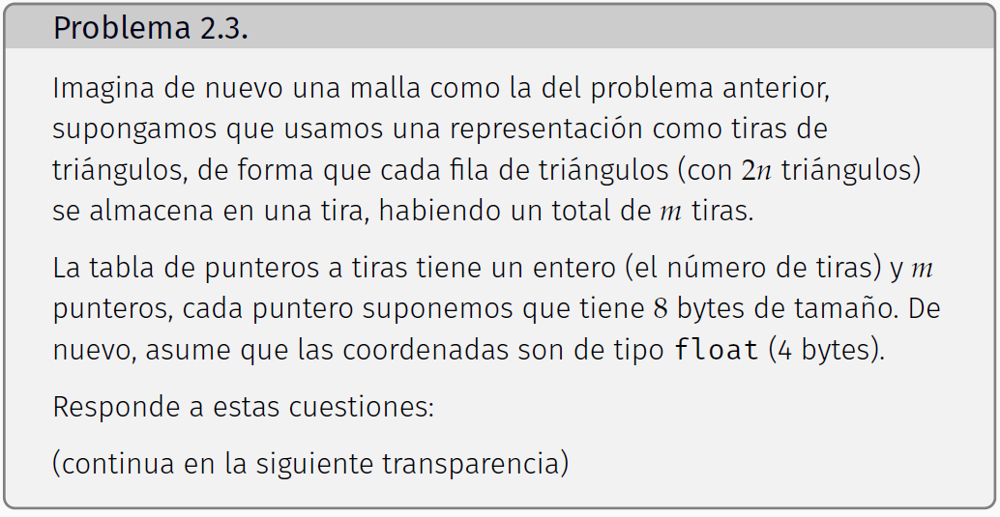 Problema 2.3.
Imagina de nuevo una malla como la del problema anterior,
supongamos que usamos una representación como tiras de
triángulos, de forma que cada fila de triángulos (con 2n triángulos)
se almacena en una tira, habiendo un total de m tiras.
La tabla de punteros a tiras tiene un entero (el número de tiras) y m
punteros, cada puntero suponemos que tiene 8 bytes de tamaño. De
nuevo, asume que las coordenadas son de tipo float (4 bytes).
Responde a estas cuestiones:
(continua en la siguiente transparencia)